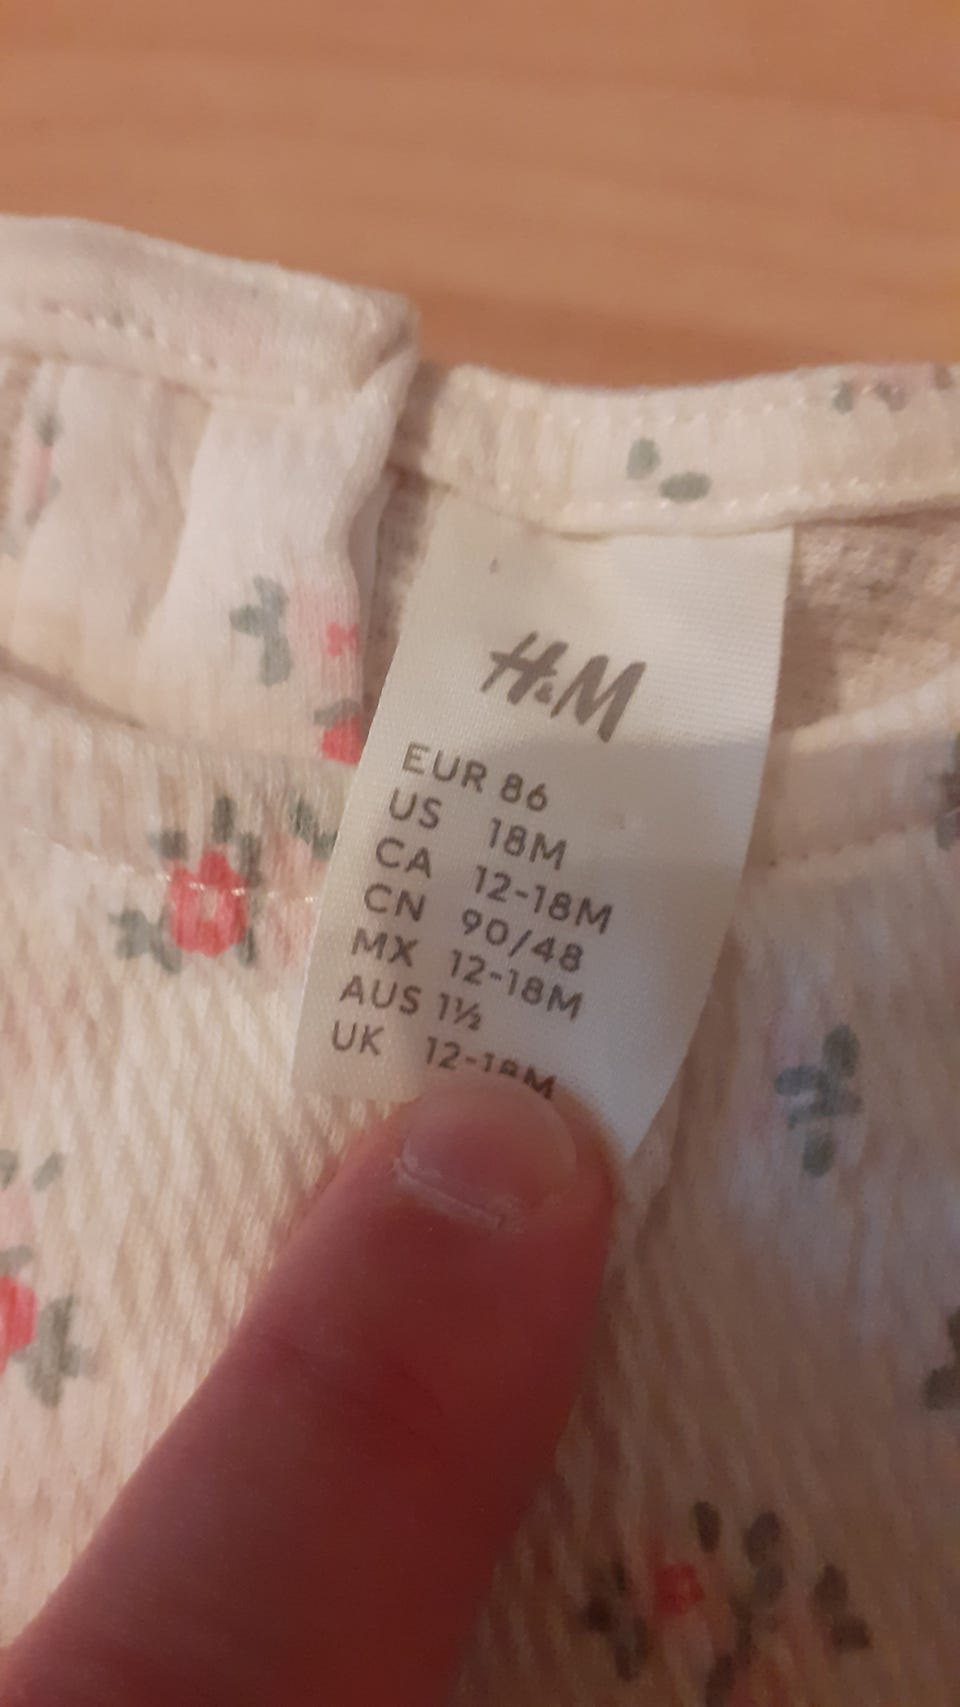 H&M
EUR 86
US 18M
CA 12-18M
CN 90/48
MX 12-18M
AUS 1½
UK 12-18M